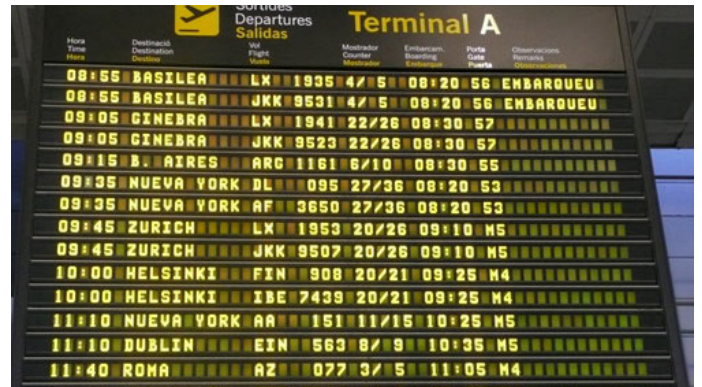 Sortides
Departures
Salidas
Terminal A
Hora Time Hora
Destinació Destination Destino
Vol Flight Vuelo
Mostrador Counter Mostrador
Embarcam. Boarding Embarque
Porta Gate Puerta
Observacions Remarks Observaciones
08:55 BASILEA LX 1935 4/ 5 08:20 56 EMBARQUEU
08:55 BASILEA JKK 9531 4/ 5 08:20 56 EMBARQUEU
09:05 GINEBRA LX 1941 22/26 08:30 57
09:05 GINEBRA JKK 9523 22/26 08:30 57
09:15 B. AIRES ARG 1161 6/10 08:30 55
09:35 NUEVA YORK DL 095 27/36 08:20 53
09:35 NUEVA YORK AF 3650 27/36 08:20 53
09:45 ZURICH LX 1953 20/26 09:10 M5
09:45 ZURICH JKK 9507 20/26 09:10 M5
10:00 HELSINKI FIN 908 20/21 09:25 M4
10:00 HELSINKI IBE 7439 20/21 09:25 M4
11:10 NUEVA YORK AA 151 11/15 10:25 M5
11:10 DUBLIN EIN 563 8/ 9 10:35 M5
11:40 ROMA AZ 077 3/ 5 11:05 M4